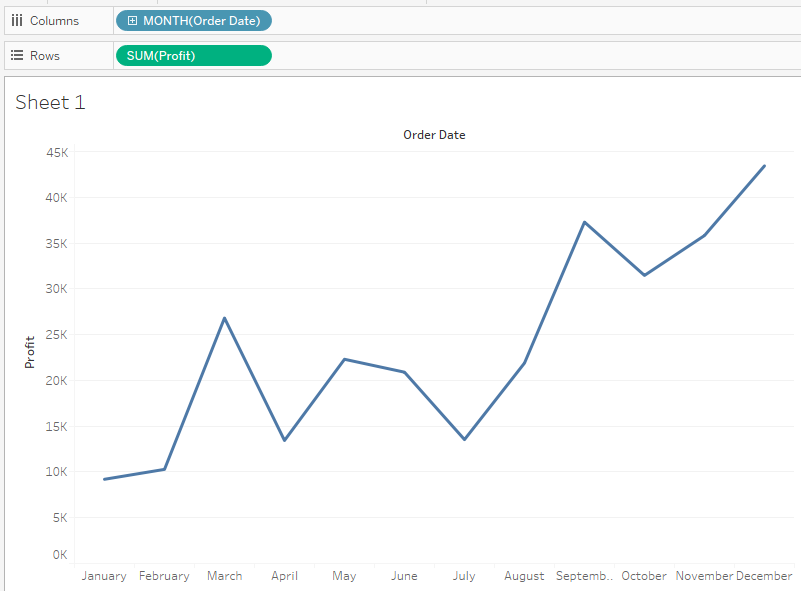 Columns
MONTH(Order Date)
Rows
SUM(Profit)
Sheet 1
Order Date
Profit
45K
40K
35K
30K
25K
20K
15K
10K
5K
0K
January February March April May June July August Septemb.. October November December